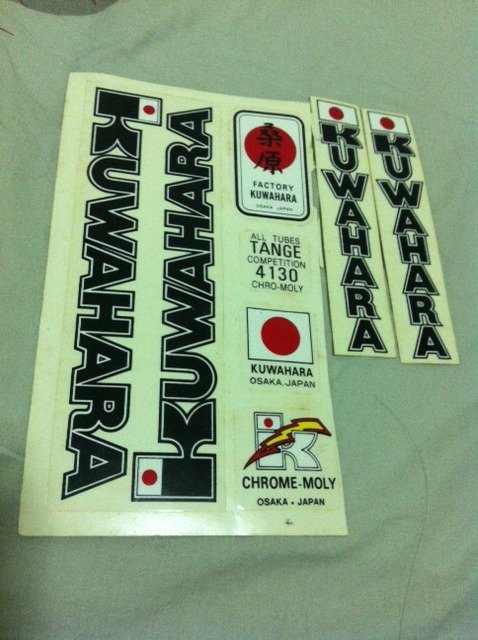 KUWAHARA
KUWAHARA
桑
原
FACTORY
KUWAHARA
OSAKA JAPAN
ALL TUBES
TANGE
COMPETITION
4130
CHRO-MOLY
KUWAHARA
OSAKA.JAPAN
K
CHROME-MOLY
OSAKA • JAPAN
KUWAHARA
KUWAHARA